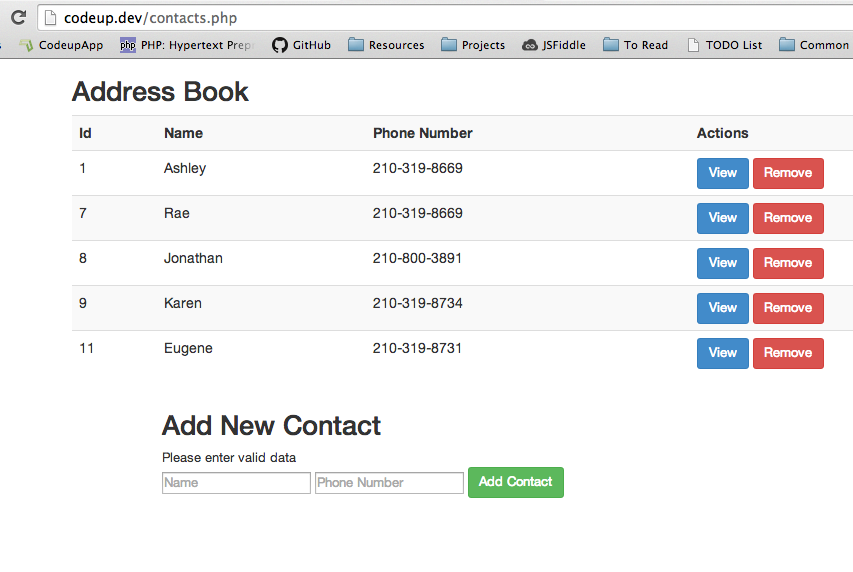 codeup.dev/contacts.php
CodeupApp php PHP: Hypertext Prep GitHub Resources Projects JSFiddle To Read TODO List Common
Address Book
Id Name Phone Number Actions
1 Ashley 210-319-8669 View Remove
7 Rae 210-319-8669 View Remove
8 Jonathan 210-800-3891 View Remove
9 Karen 210-319-8734 View Remove
11 Eugene 210-319-8731 View Remove
Add New Contact
Please enter valid data
Name Phone Number Add Contact